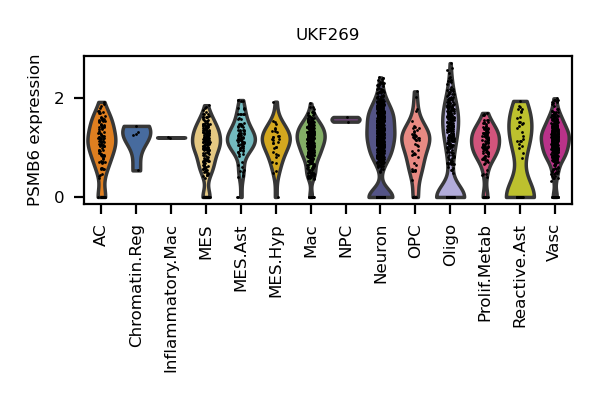 UKF269
PSMB6 expression
2
0
AC
Chromatin.Reg
Inflammatory.Mac
MES
MES.Ast
MES.Hyp
Mac
NPC
Neuron
OPC
Oligo
Prolif.Metab
Reactive.Ast
Vasc